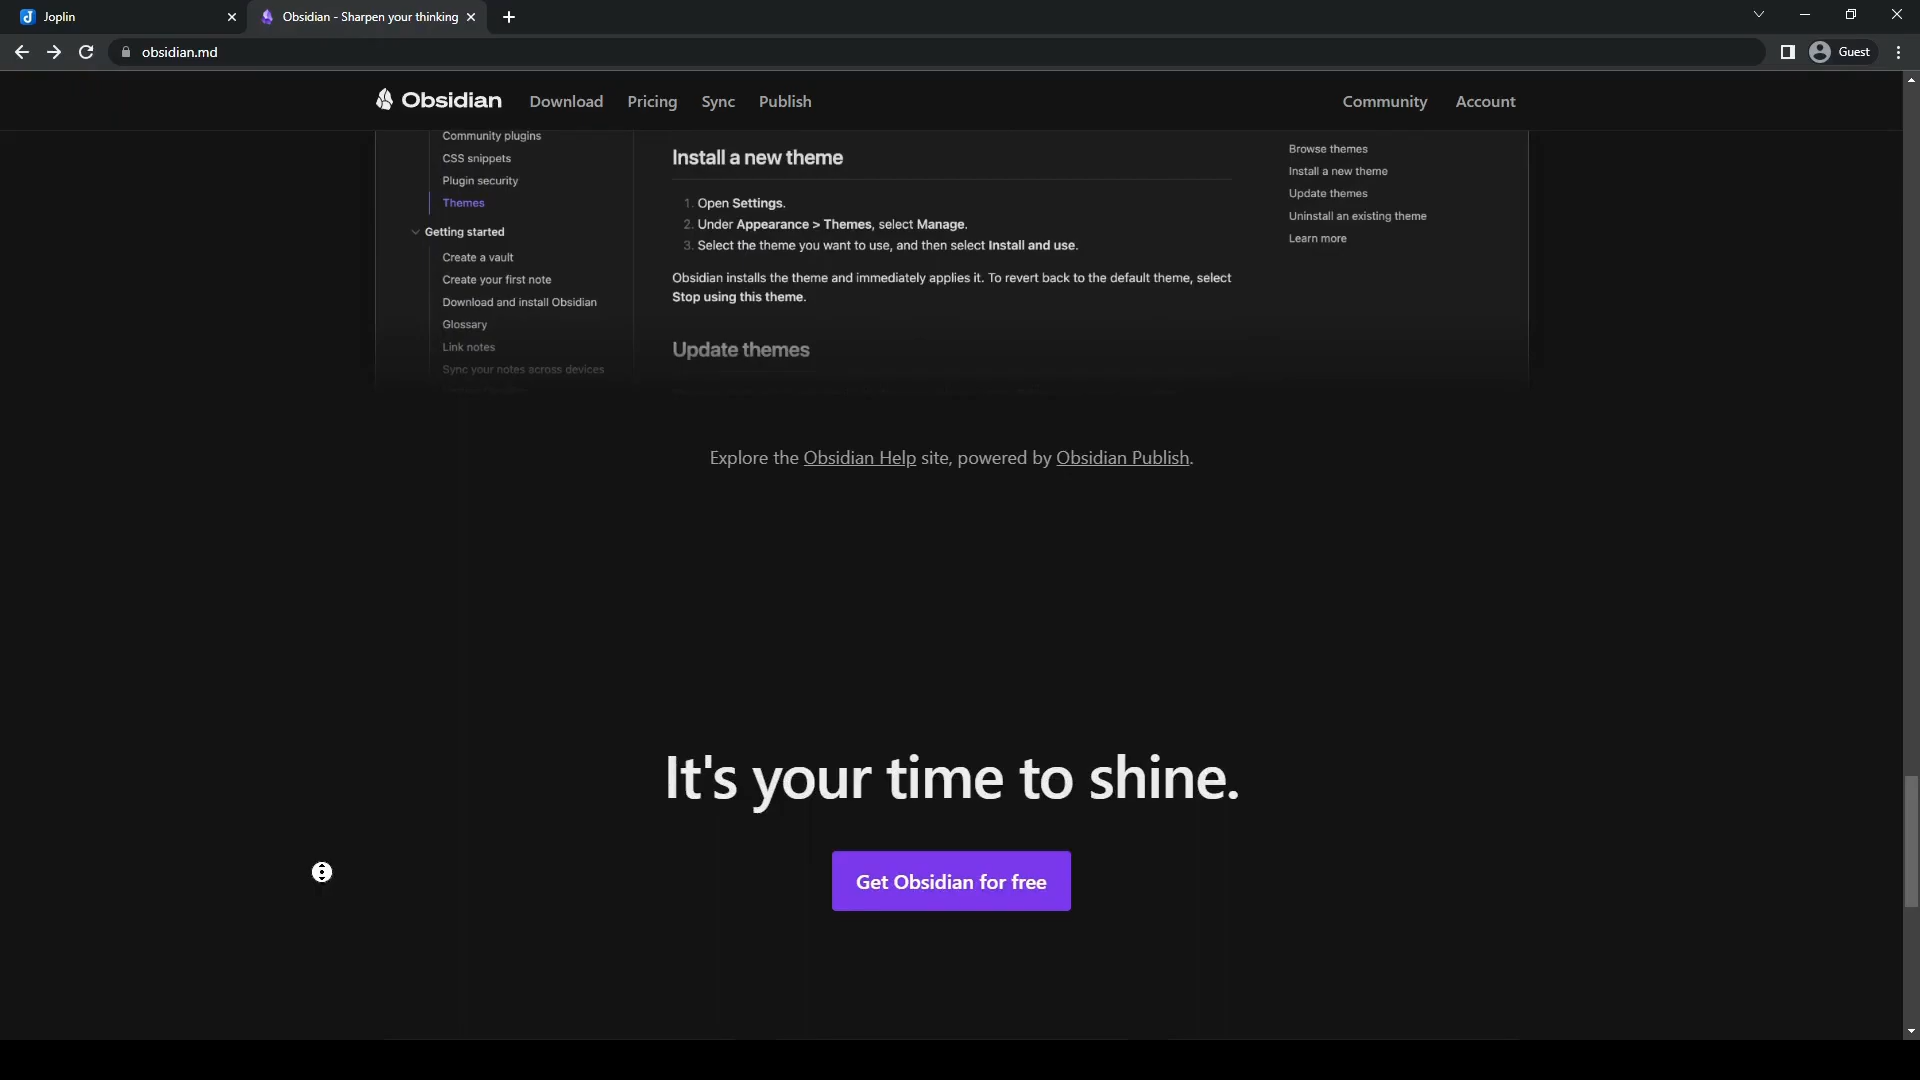 Joplin
Obsidian - Sharpen your thinking
obsidian.md
Guest
Obsidian Download Pricing Sync Publish Community Account
Community plugins
CSS snippets
Plugin security
Themes
Getting started
Create a vault
Create your first note
Download and install Obsidian
Glossary
Link notes
Sync your notes across devices
Install a new theme
1. Open Settings.
2. Under Appearance > Themes, select Manage.
3. Select the theme you want to use, and then select Install and use.
Obsidian installs the theme and immediately applies it. To revert back to the default theme, select
Stop using this theme.
Update themes
Browse themes
Install a new theme
Update themes
Uninstall an existing theme
Learn more
Explore the Obsidian Help site, powered by Obsidian Publish.
It's your time to shine.
Get Obsidian for free